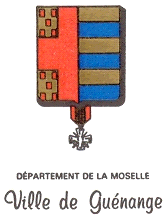 DÉPARTEMENT DE LA MOSELLE
Ville de Guénange